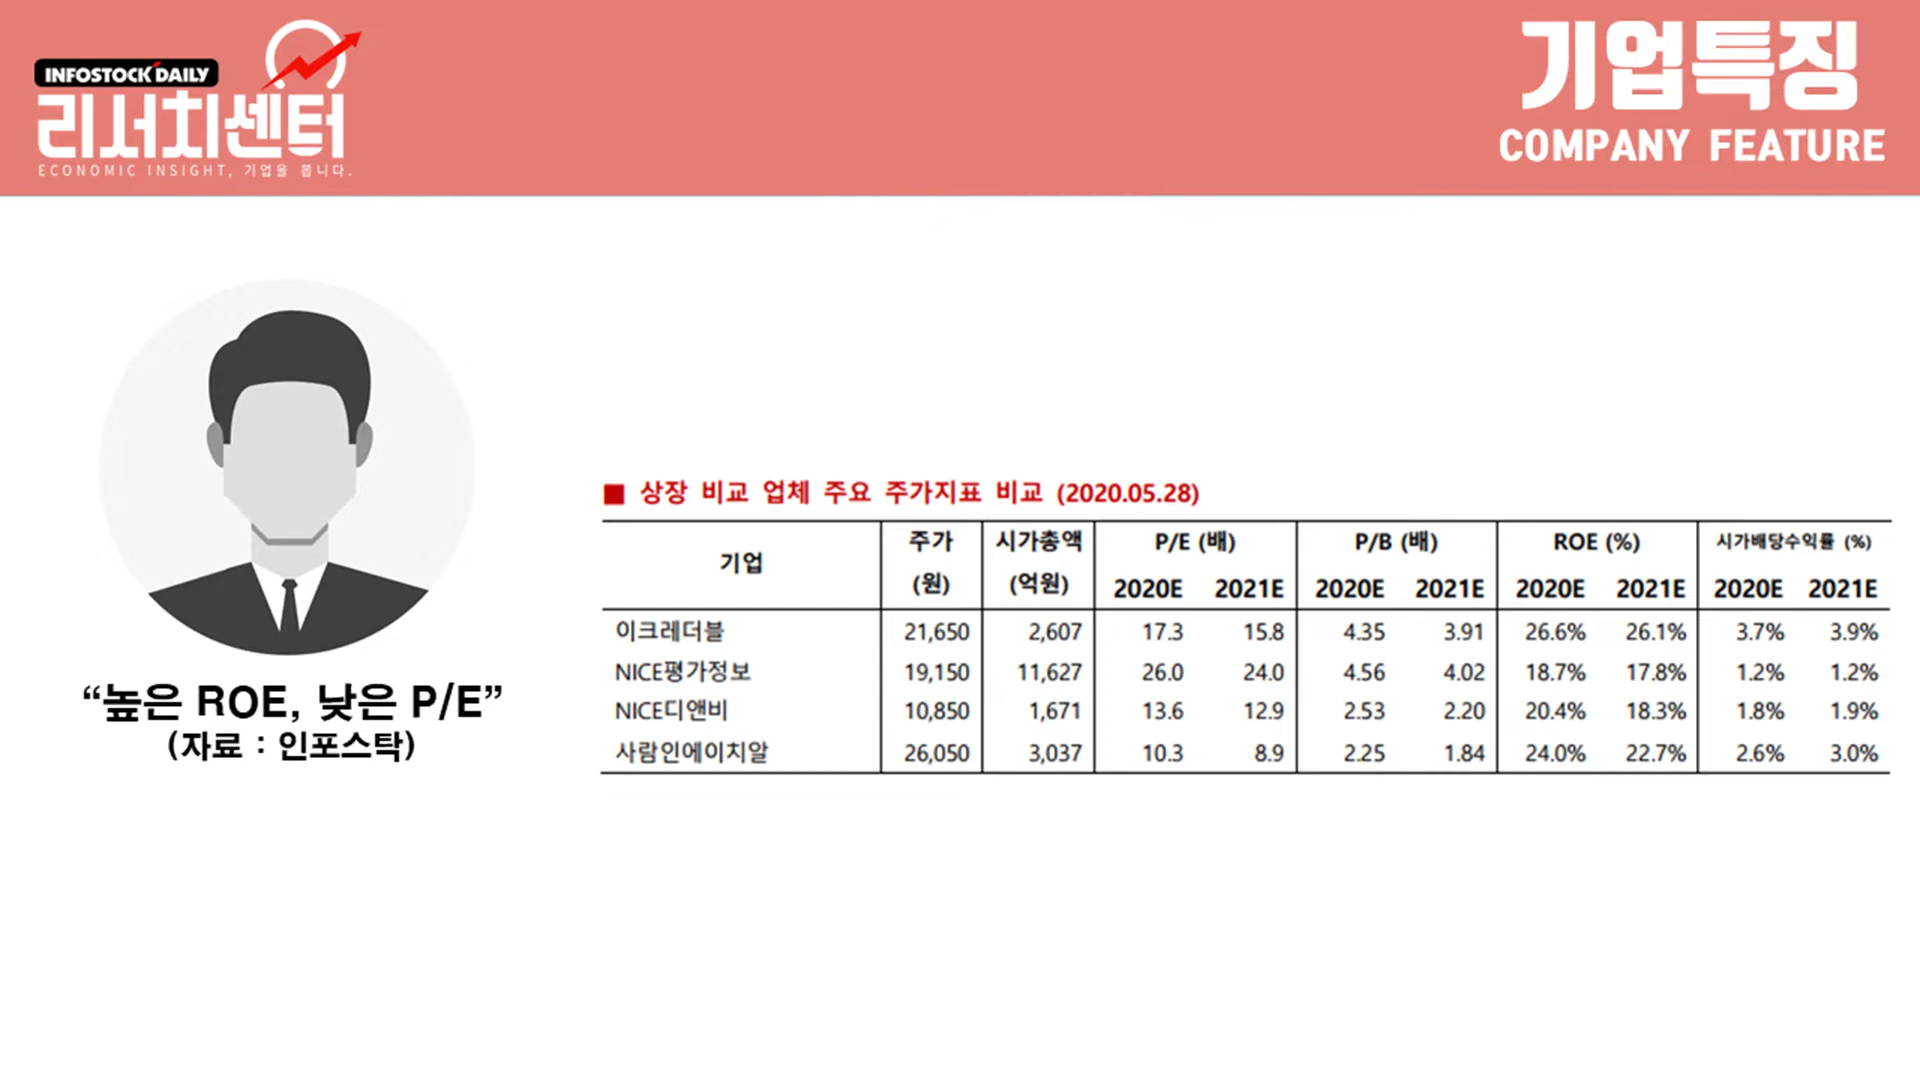 INFOSTOCK DAILY
리서치센터
ECONOMIC INSIGHT, 기업을 봅니다.
기업특징
COMPANY FEATURE
“높은 ROE, 낮은 P/E”
(자료 : 인포스탁)
■ 상장 비교 업체 주요 주가지표 비교 (2020.05.28)
기업 주가 (원) 시가총액 (억원) P/E (배) P/B (배) ROE (%) 시가배당수익률 (%)
2020E 2021E 2020E 2021E 2020E 2021E 2020E 2021E
이크레더블 21,650 2,607 17.3 15.8 4.35 3.91 26.6% 26.1% 3.7% 3.9%
NICE평가정보 19,150 11,627 26.0 24.0 4.56 4.02 18.7% 17.8% 1.2% 1.2%
NICE디앤비 10,850 1,671 13.6 12.9 2.53 2.20 20.4% 18.3% 1.8% 1.9%
사람인에이치알 26,050 3,037 10.3 8.9 2.25 1.84 24.0% 22.7% 2.6% 3.0%